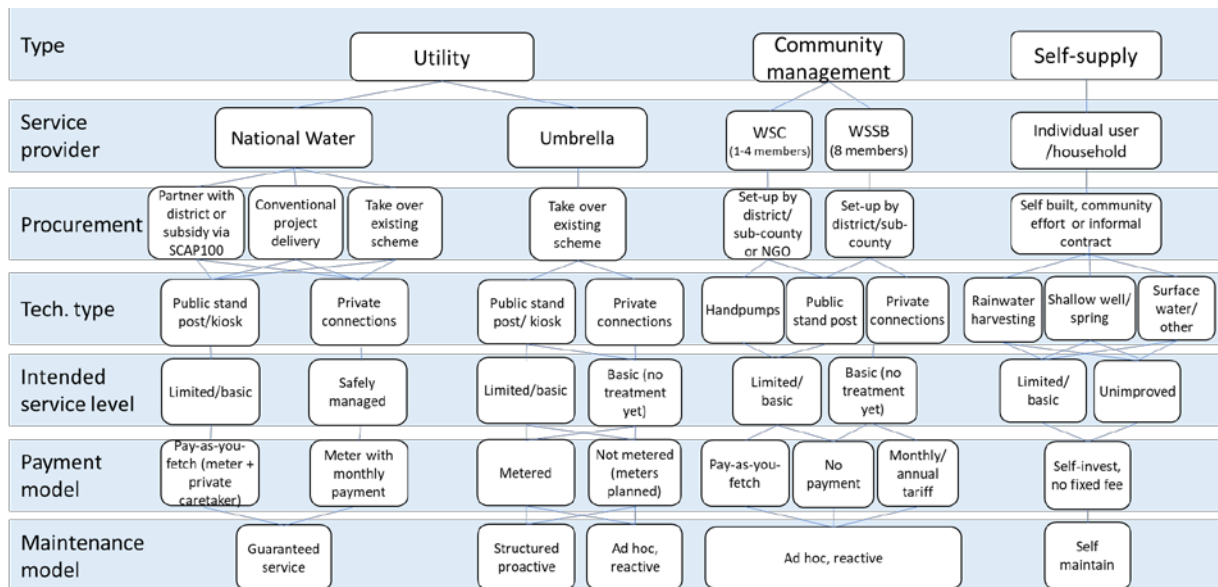 Type
Utility
Community
management
Self-supply
Service
provider
National Water
Umbrella
WSC
(1-4 members)
WSSB
(8 members)
Individual user
/household
Procurement
Partner with
district or
subsidy via
SCAP100
Conventional
project
delivery
Take over
existing
scheme
Take over
existing
scheme
Set-up by
district/
sub-county
or NGO
Set-up by
district/sub-
county
Self built, community
effort or informal
contract
Tech. type
Public stand
post/kiosk
Private
connections
Public stand
post/ kiosk
Private
connections
Handpumps
Public
stand post
Private
connections
Rainwater
harvesting
Shallow well/
spring
Surface
water/
other
Intended
service level
Limited/basic
Safely
managed
Limited/basic
Basic (no
treatment
yet)
Limited/
basic
Basic (no
treatment
yet)
Limited/
basic
Unimproved
Payment
model
Pay-as-you-
fetch (meter +
private
caretaker)
Meter with
monthly
payment
Metered
Not metered
(meters
planned)
Pay-as-you-
fetch
No
payment
Monthly/
annual
tariff
Self-invest,
no fixed fee
Maintenance
model
Guaranteed
service
Structured
proactive
Ad hoc,
reactive
Ad hoc, reactive
Self
maintain